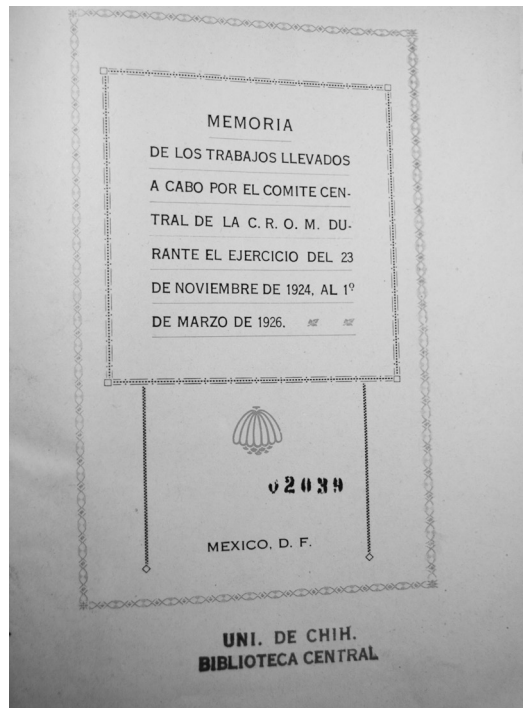 MEMORIA
DE LOS TRABAJOS LLEVADOS
A CABO POR EL COMITE CEN-
TRAL DE LA C. R. O. M. DU-
RANTE EL EJERCICIO DEL 23
DE NOVIEMBRE DE 1924, AL 1º
DE MARZO DE 1926.
v2039
MEXICO, D. F.
UNI. DE CHIH.
BIBLIOTECA CENTRAL